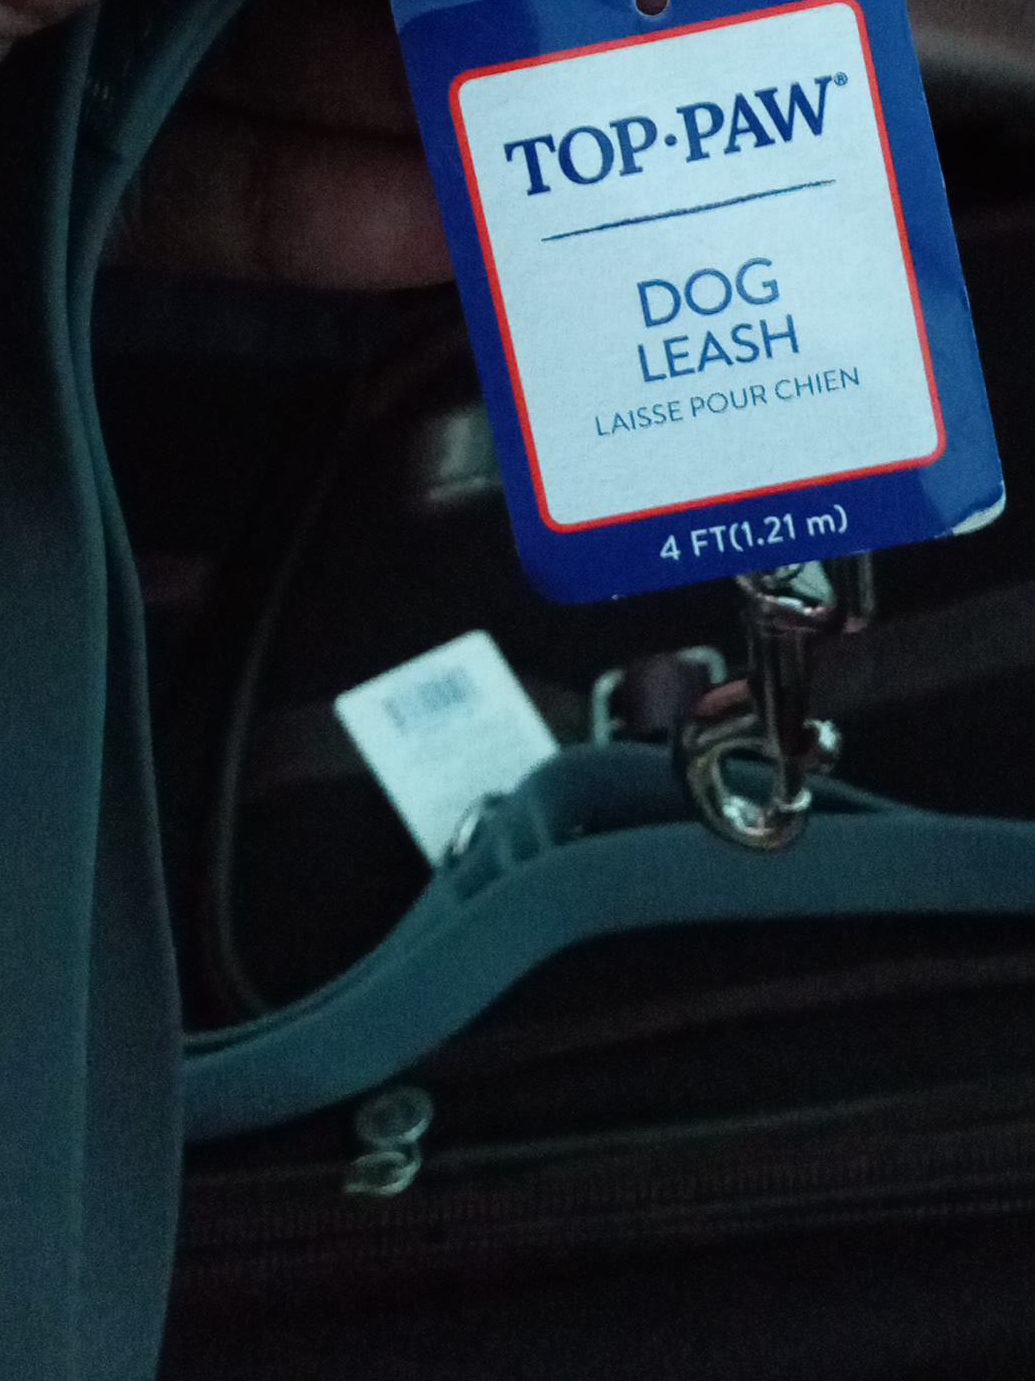 TOP·PAW®
DOG
LEASH
LAISSE POUR CHIEN
4 FT(1.21 m)